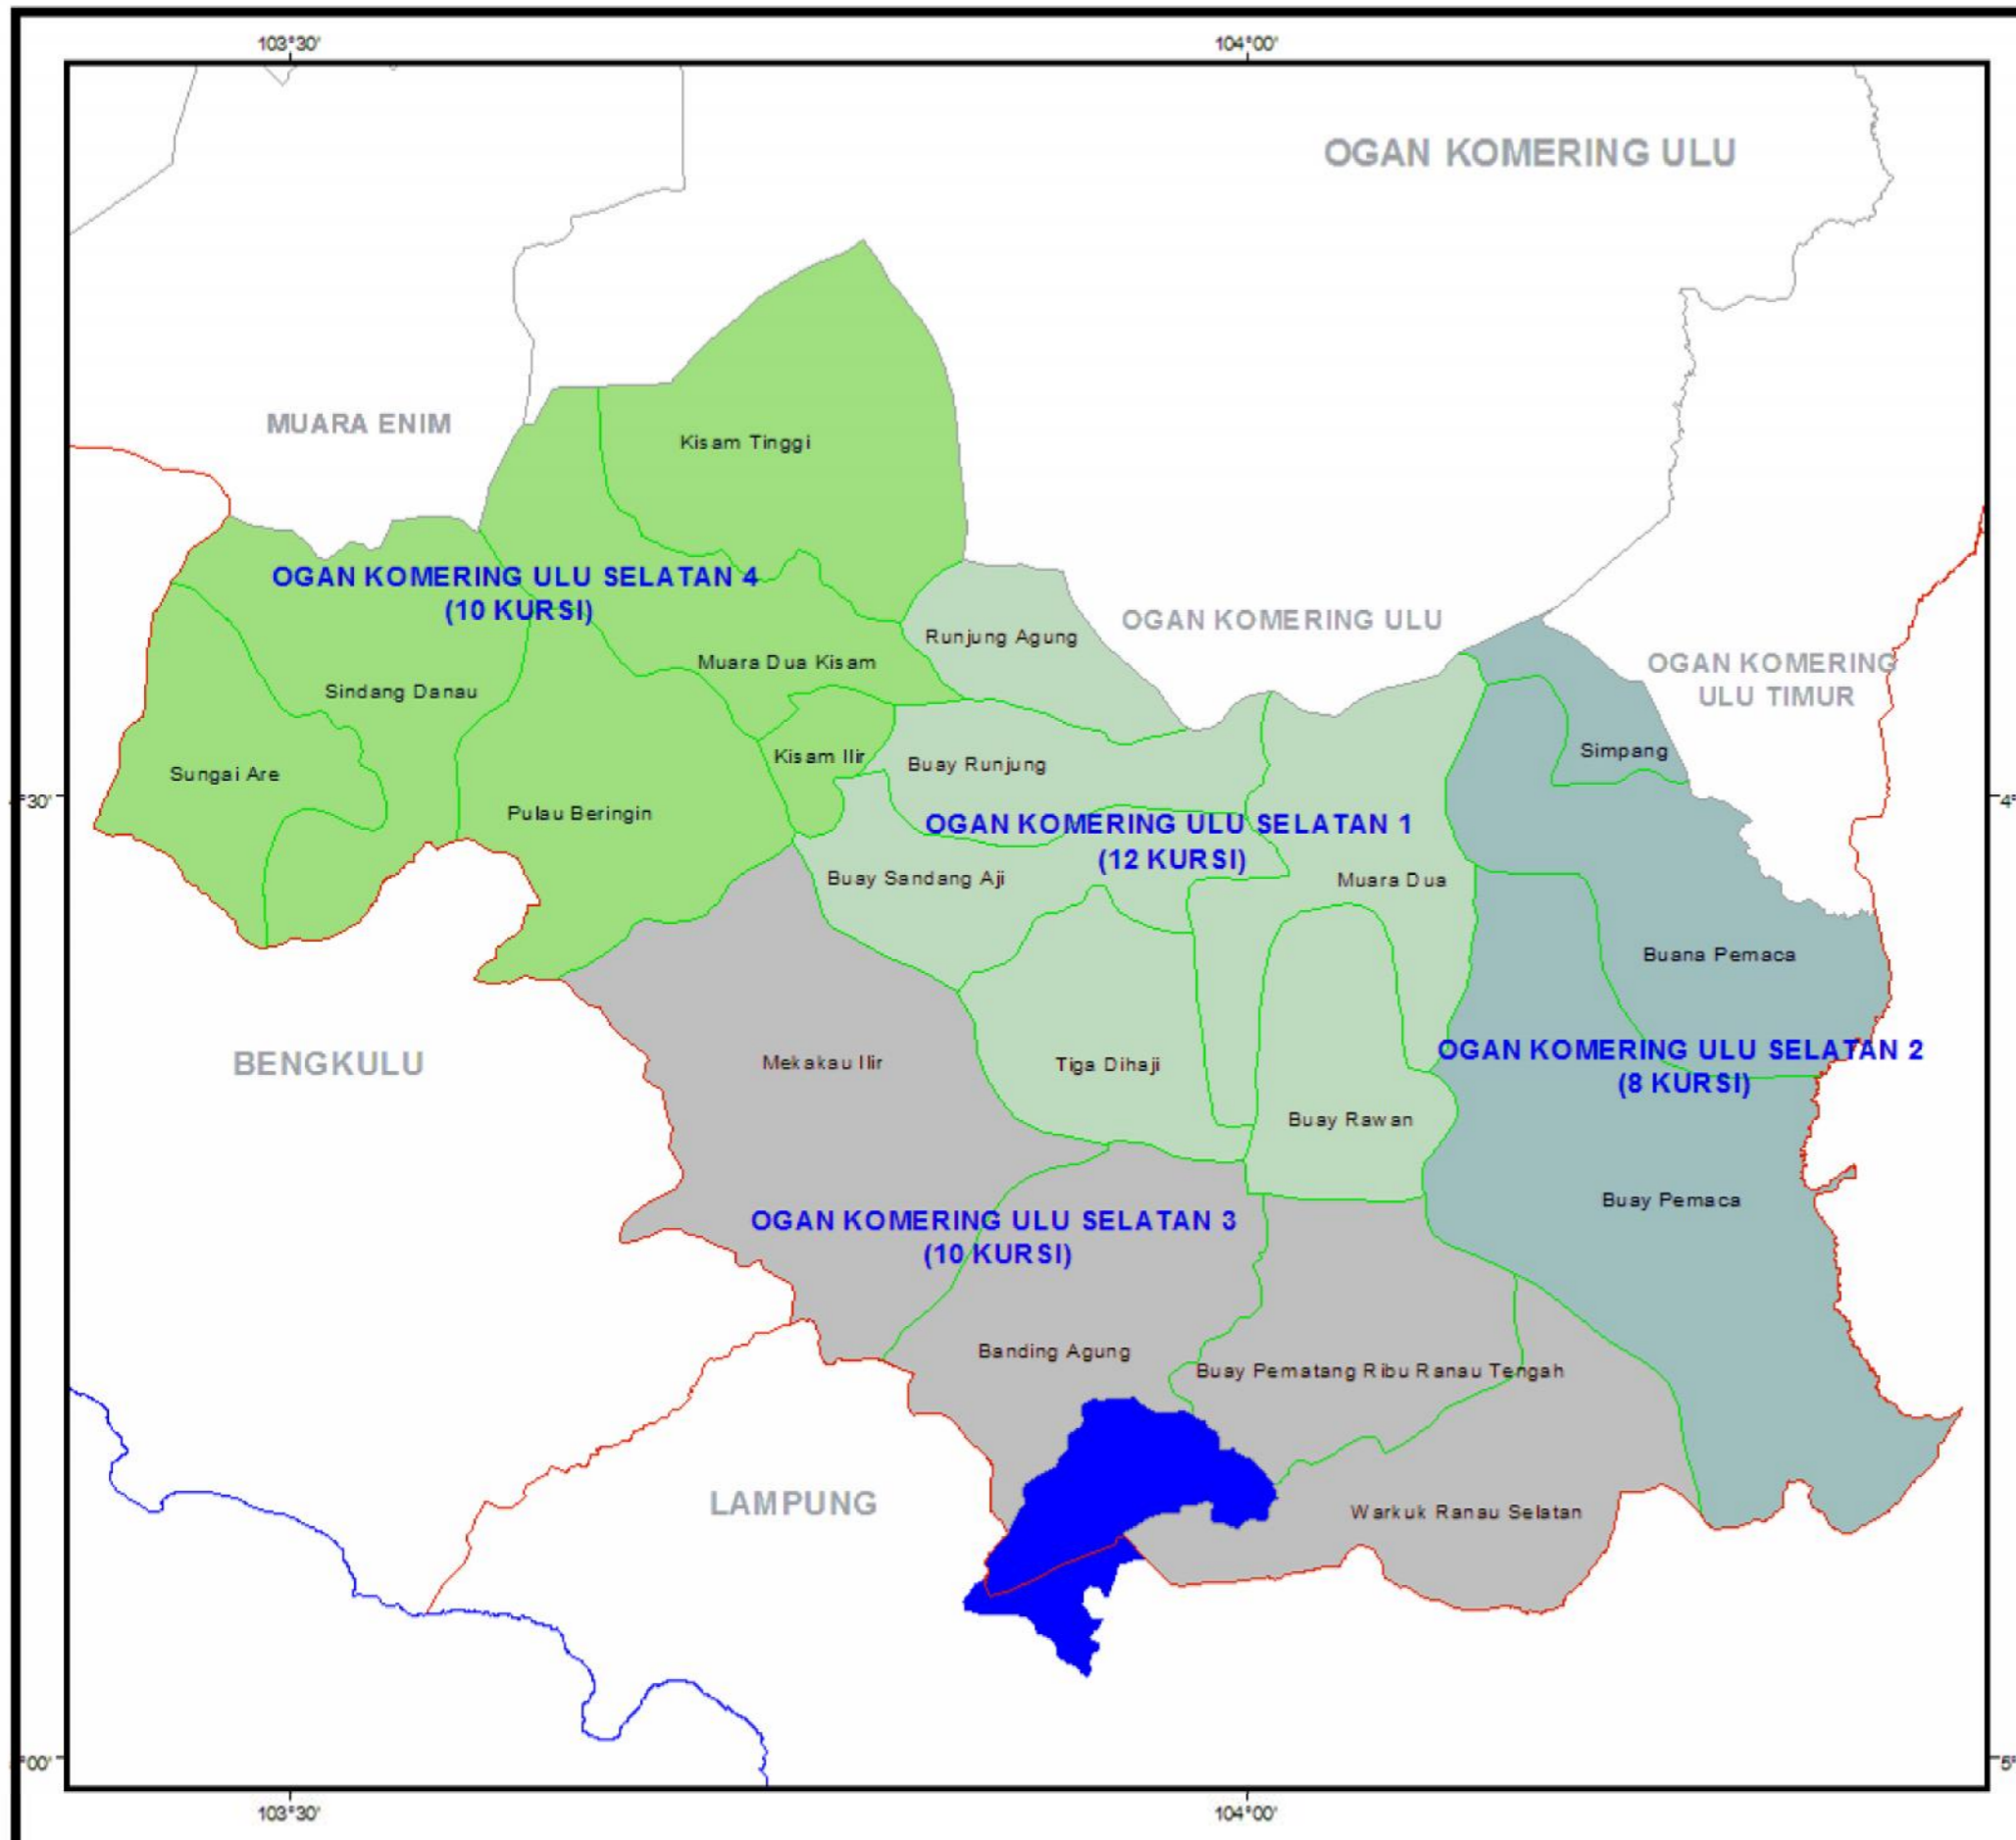 103°30'
104°00'
OGAN KOMERING ULU
MUARA ENIM
Kisam Tinggi
OGAN KOMERING ULU SELATAN 4
(10 KURSI)
OGAN KOMERING ULU
Runjung Agung
Muara Dua Kisam
OGAN KOMERING
ULU TIMUR
Sindang Danau
Simpang
Kisam Ilir
Buay Runjung
Sungai Are
°30'
4°
Pulau Beringin
OGAN KOMERING ULU SELATAN 1
(12 KURSI)
Buay Sandang Aji
Muara Dua
Buana Pemaca
BENGKULU
Mekakau Ilir
Tiga Dihaji
OGAN KOMERING ULU SELATAN 2
(8 KURSI)
Buay Rawan
Buay Pemaca
OGAN KOMERING ULU SELATAN 3
(10 KURSI)
Banding Agung
Buay Pematang Ribu Ranau Tengah
LAMPUNG
Warkuk Ranau Selatan
°00'
5°
103°30'
104°00'